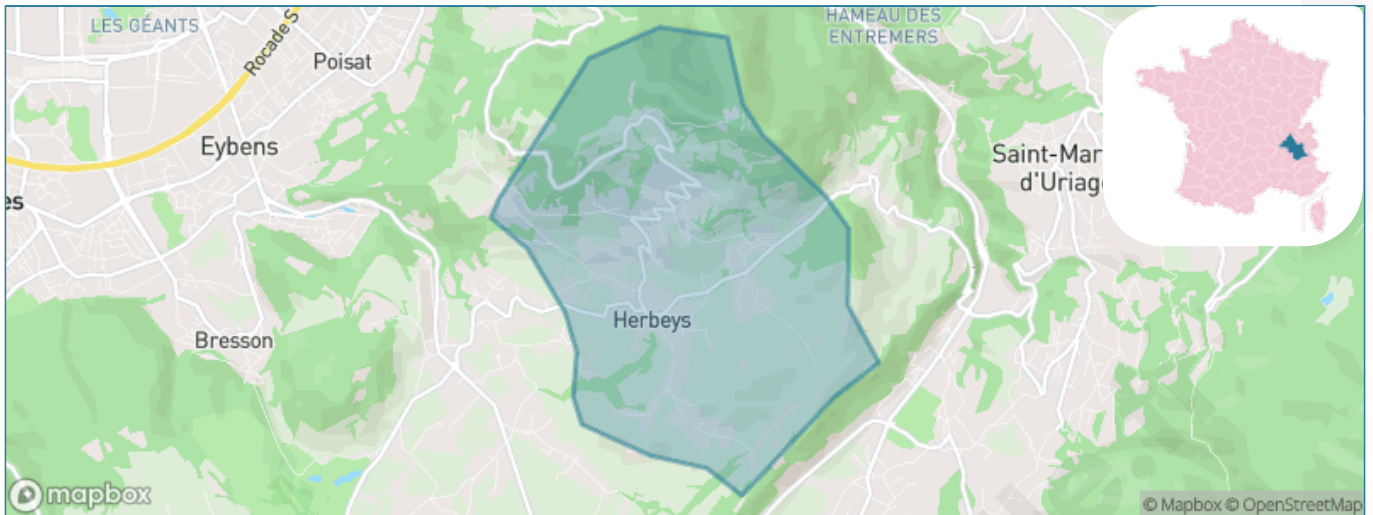 LES GÉANTS
Rocade S
Poisat
HAMEAU DES
ENTREMERS
Eybens
Saint-Mar
d'Uriag
es
Herbeys
Bresson
mapbox
© Mapbox © OpenStreetMap